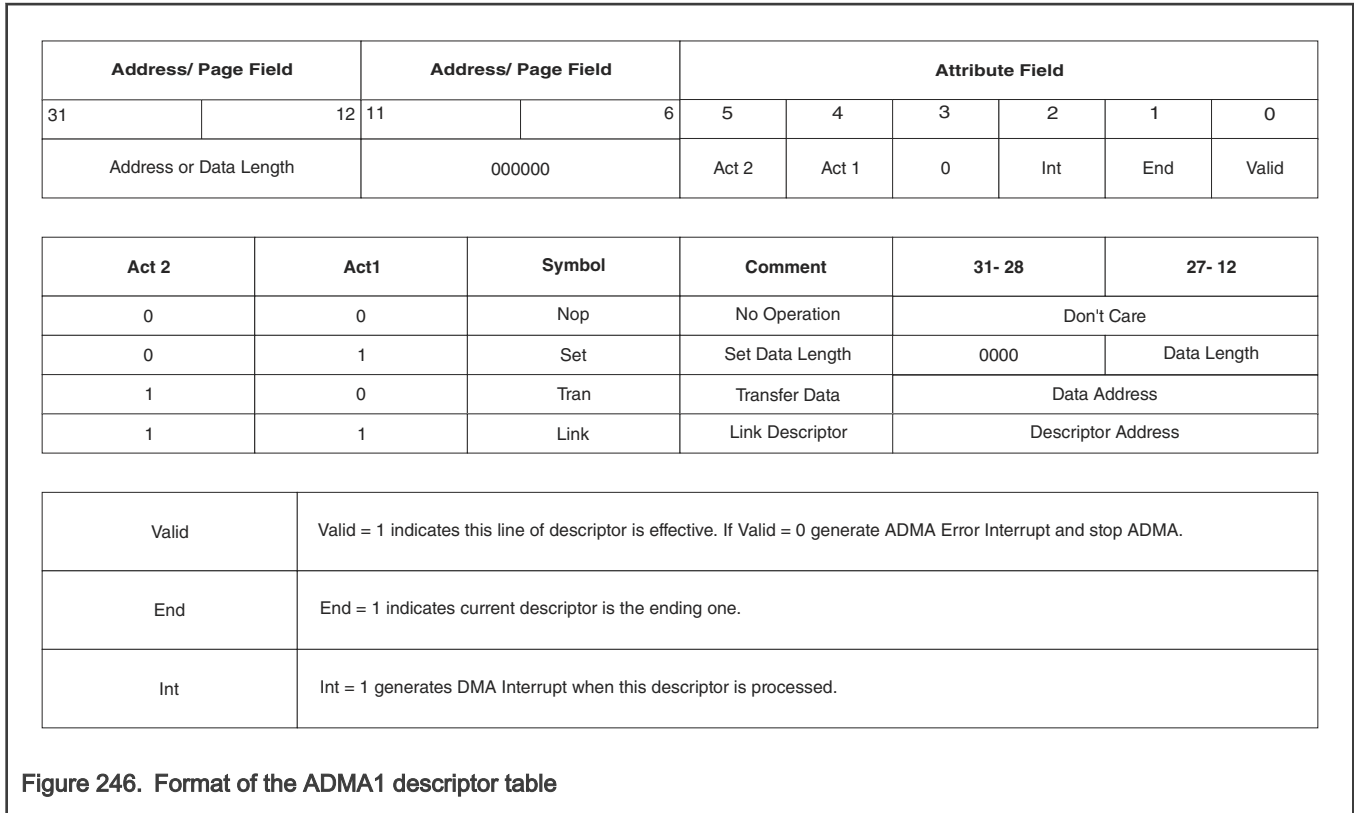 Address/ Page Field Address/ Page Field Attribute Field
31 12 11 6 5 4 3 2 1 0
Address or Data Length 000000 Act 2 Act 1 0 Int End Valid
Act 2 Act1 Symbol Comment 31- 28 27- 12
0 0 Nop No Operation Don't Care
0 1 Set Set Data Length 0000 Data Length
1 0 Tran Transfer Data Data Address
1 1 Link Link Descriptor Descriptor Address
Valid Valid = 1 indicates this line of descriptor is effective. If Valid = 0 generate ADMA Error Interrupt and stop ADMA.
End End = 1 indicates current descriptor is the ending one.
Int Int = 1 generates DMA Interrupt when this descriptor is processed.
Figure 246. Format of the ADMA1 descriptor table